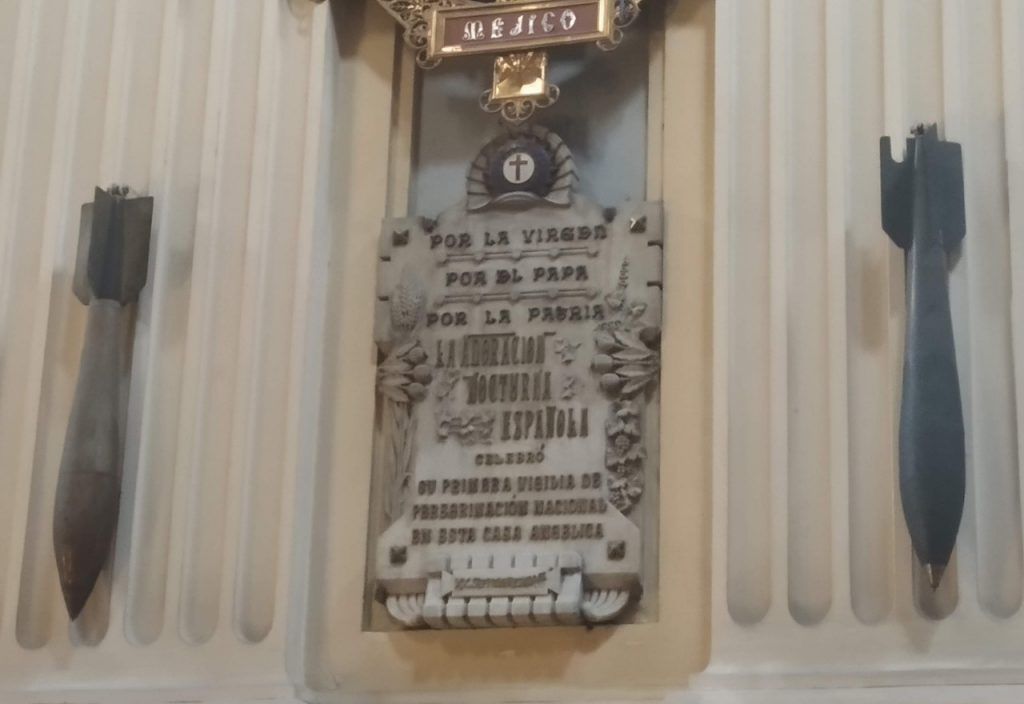 MEJICO
POR LA VIRGEN
POR EL PAPA
POR LA PATRIA
LA ADORACION
NOCTURNA
ESPAÑOLA
CELEBRÓ
SU PRIMERA VIGILIA DE
PEREGRINACIÓN NACIONAL
EN ESTA CASA ANGELICA